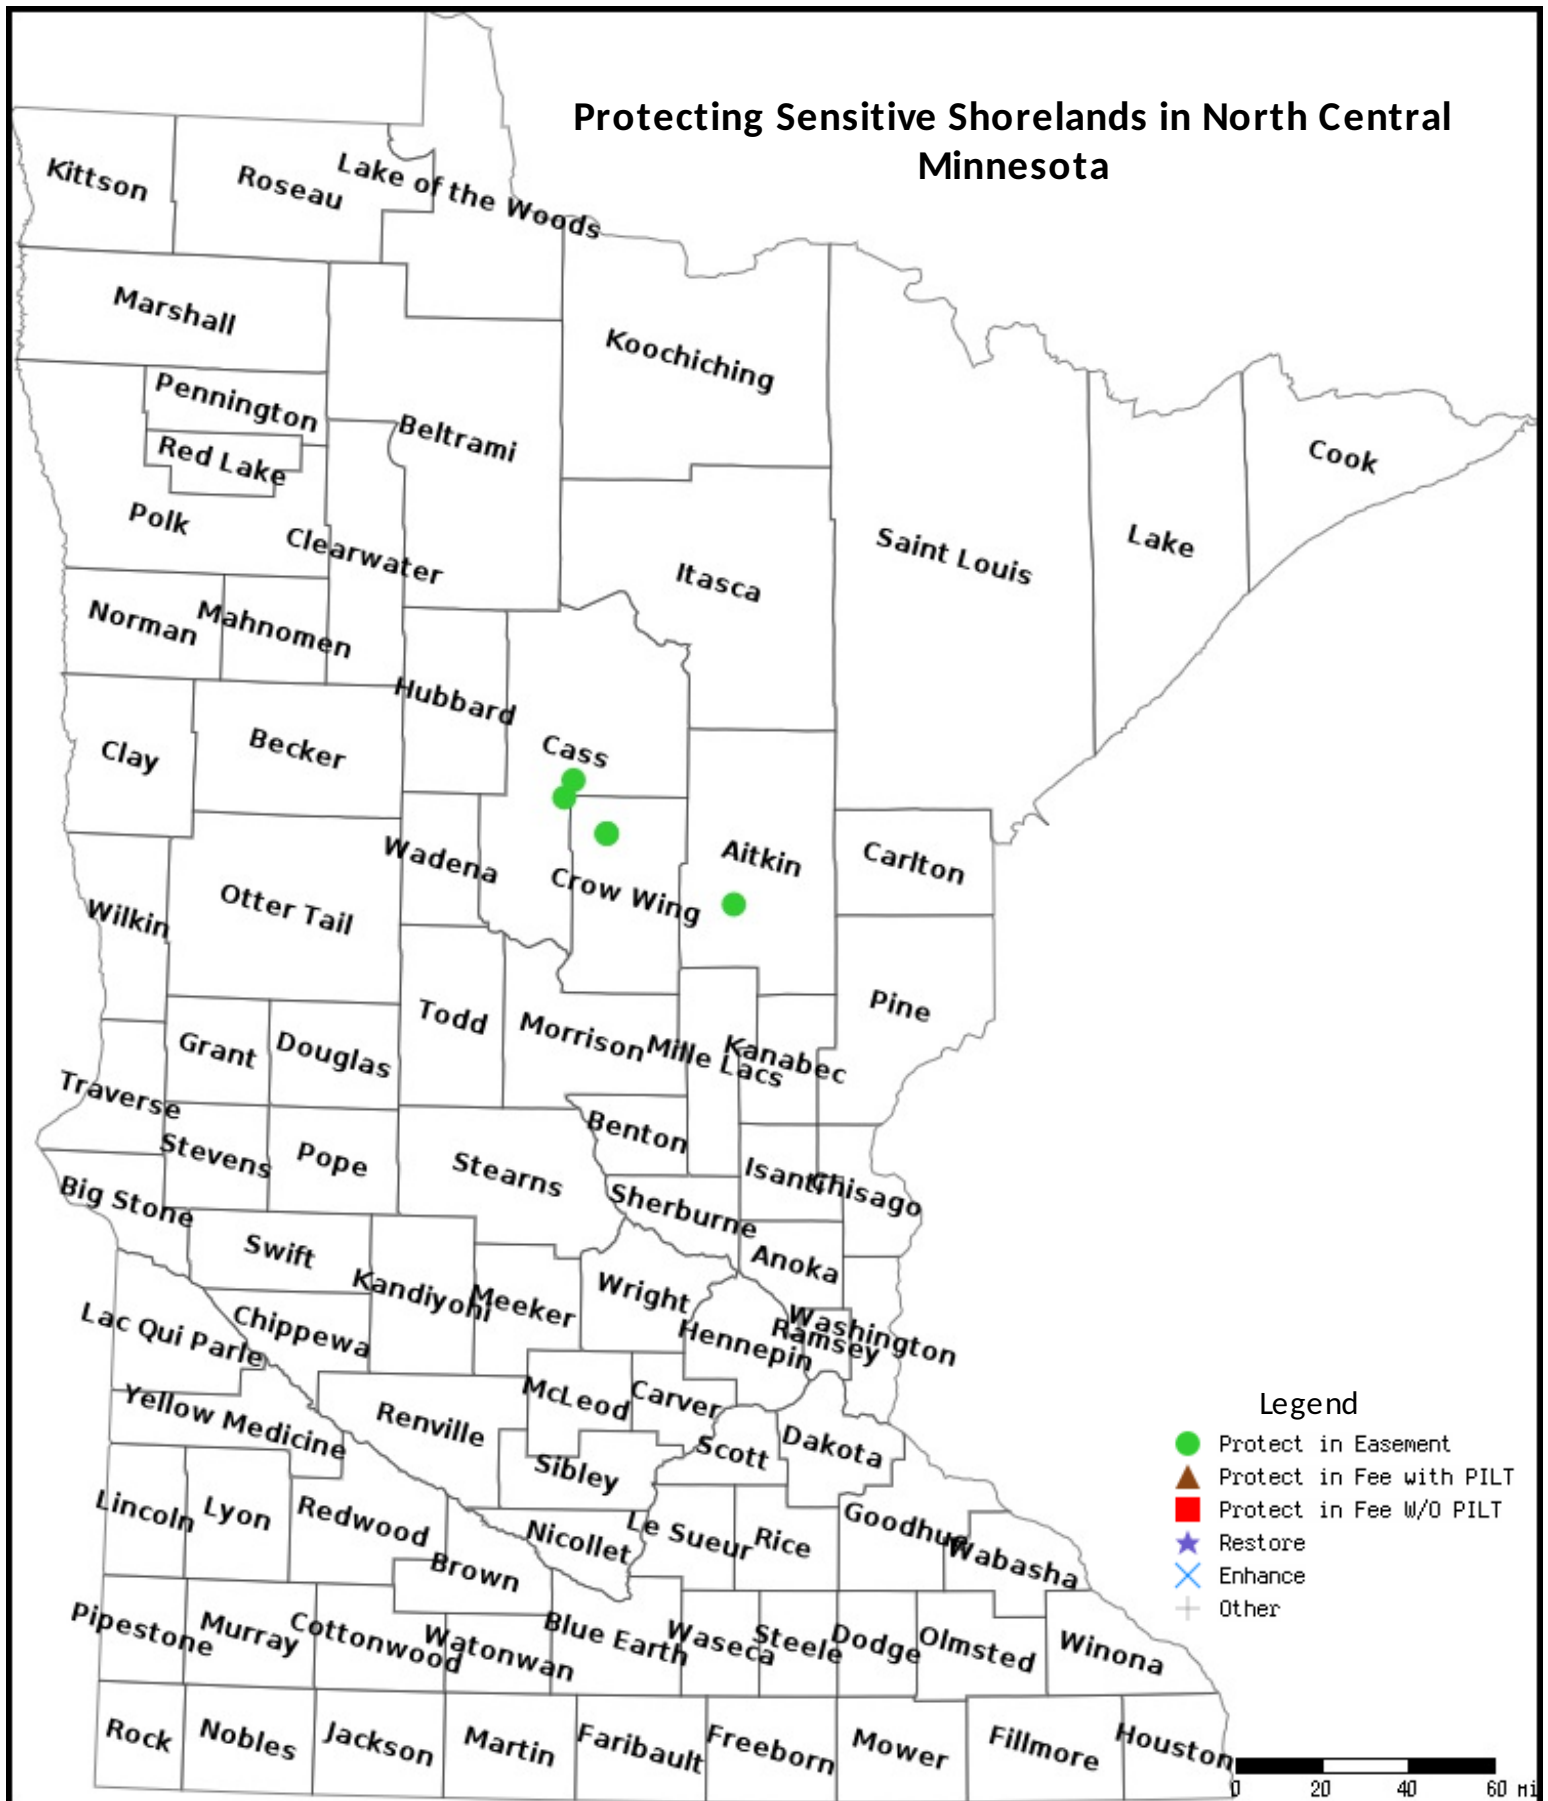 Protecting Sensitive Shorelands in North Central
Minnesota
Kittson
Roseau
Lake of the Woods
Marshall
Koochiching
Pennington
Beltrami
Red Lake
Cook
Polk
Clearwater
Saint Louis
Lake
Itasca
Norman
Mahnomen
Hubbard
Clay
Becker
Cass
Wadena
Aitkin
Carlton
Crow Wing
Wilkin
Otter Tail
Todd
Pine
Morrison
Mille Lacs
Kanabec
Grant
Douglas
Traverse
Benton
Stevens
Pope
Stearns
Isanti
Chisago
Big Stone
Sherburne
Swift
Anoka
Kandiyohi
Meeker
Wright
Lac Qui Parle
Chippewa
Washington
Ramsey
Hennepin
McLeod
Carver
Yellow Medicine
Renville
Scott
Dakota
Sibley
Lincoln
Lyon
Redwood
Nicollet
Le Sueur
Rice
Goodhue
Wabasha
Brown
Pipestone
Murray
Cottonwood
Watonwan
Blue Earth
Waseca
Steele
Dodge
Olmsted
Winona
Rock
Nobles
Jackson
Martin
Faribault
Freeborn
Mower
Fillmore
Houston
Legend
Protect in Easement
Protect in Fee with PILT
Protect in Fee W/O PILT
Restore
Enhance
Other
0 20 40 60 mi